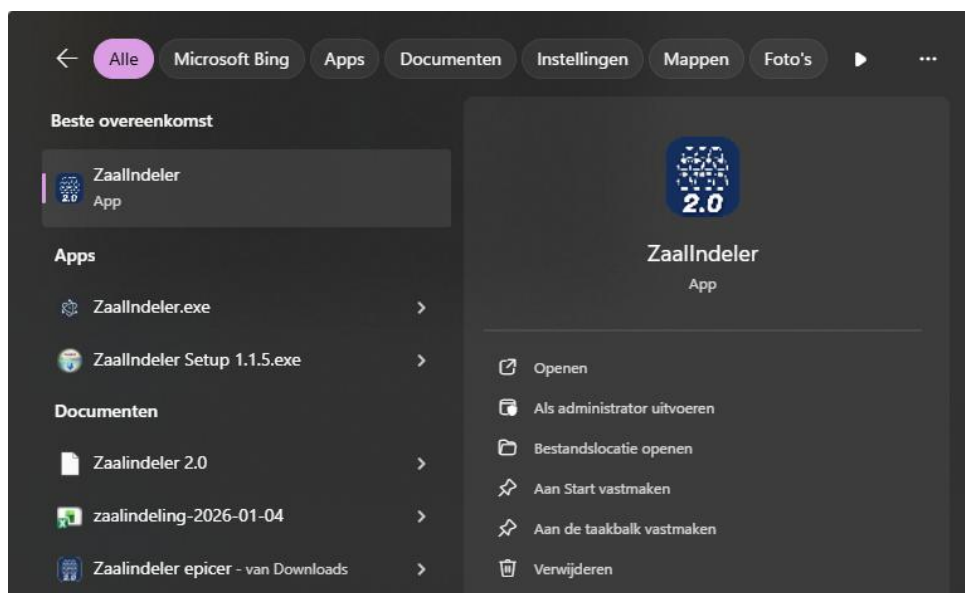 Alle
Microsoft Bing
Apps
Documenten
Instellingen
Mappen
Foto's
Beste overeenkomst
2.0
ZaalIndeler
App
Apps
ZaalIndeler.exe
ZaalIndeler Setup 1.1.5.exe
Documenten
Zaalindeler 2.0
zaalindeling-2026-01-04
2.0
Zaalindeler epicer - van Downloads
2.0
ZaalIndeler
App
Openen
Als administrator uitvoeren
Bestandslocatie openen
Aan Start vastmaken
Aan de taakbalk vastmaken
Verwijderen